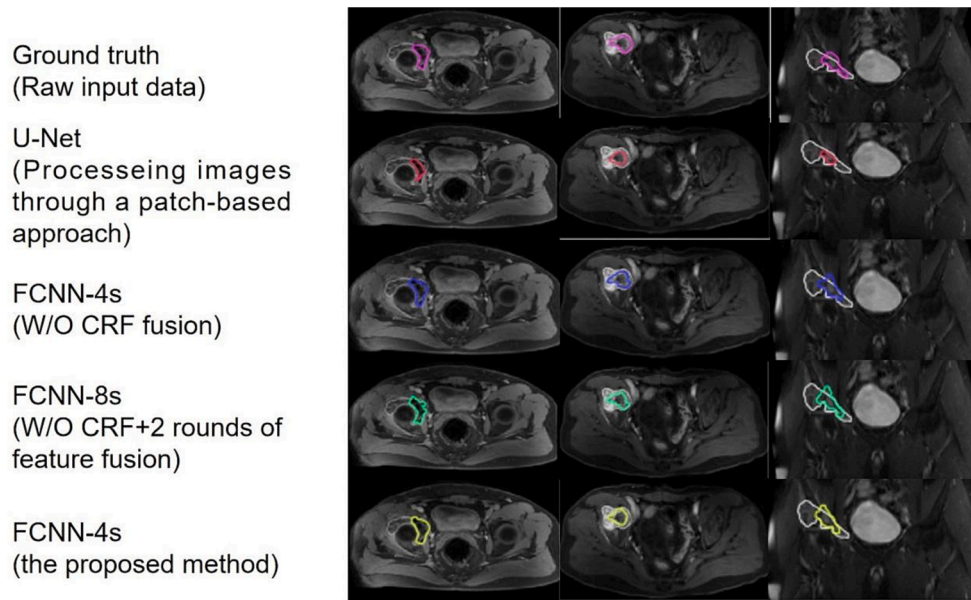 Ground truth
(Raw input data)
U-Net
(Processeing images
through a patch-based
approach)
FCNN-4s
(W/O CRF fusion)
FCNN-8s
(W/O CRF+2 rounds of
feature fusion)
FCNN-4s
(the proposed method)